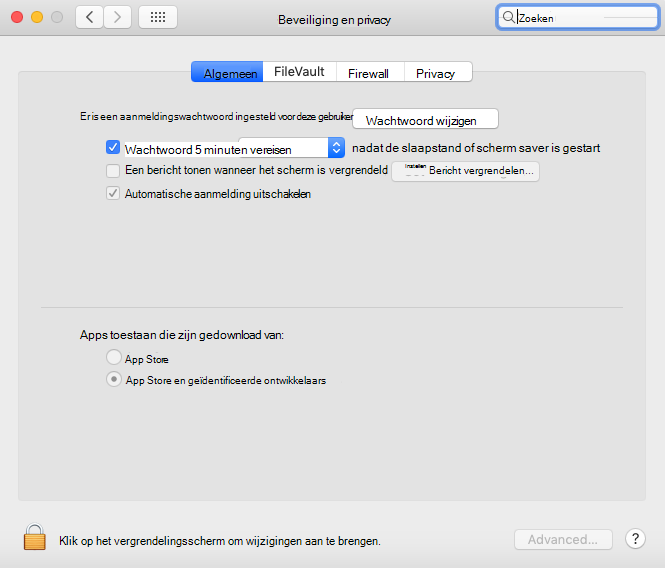 Beveiliging en privacy
Zoeken
Algemeen FileVault Firewall Privacy
Er is een aanmeldingswachtwoord ingesteld voor deze gebruiker Wachtwoord wijzigen
Wachtwoord 5 minuten vereisen nadat de slaapstand of scherm saver is gestart
Een bericht tonen wanneer het scherm is vergrendeld Instellen Bericht vergrendelen...
Automatische aanmelding uitschakelen
Apps toestaan die zijn gedownload van:
App Store
App Store en geïdentificeerde ontwikkelaars
Klik op het vergrendelingsscherm om wijzigingen aan te brengen. Advanced... ?